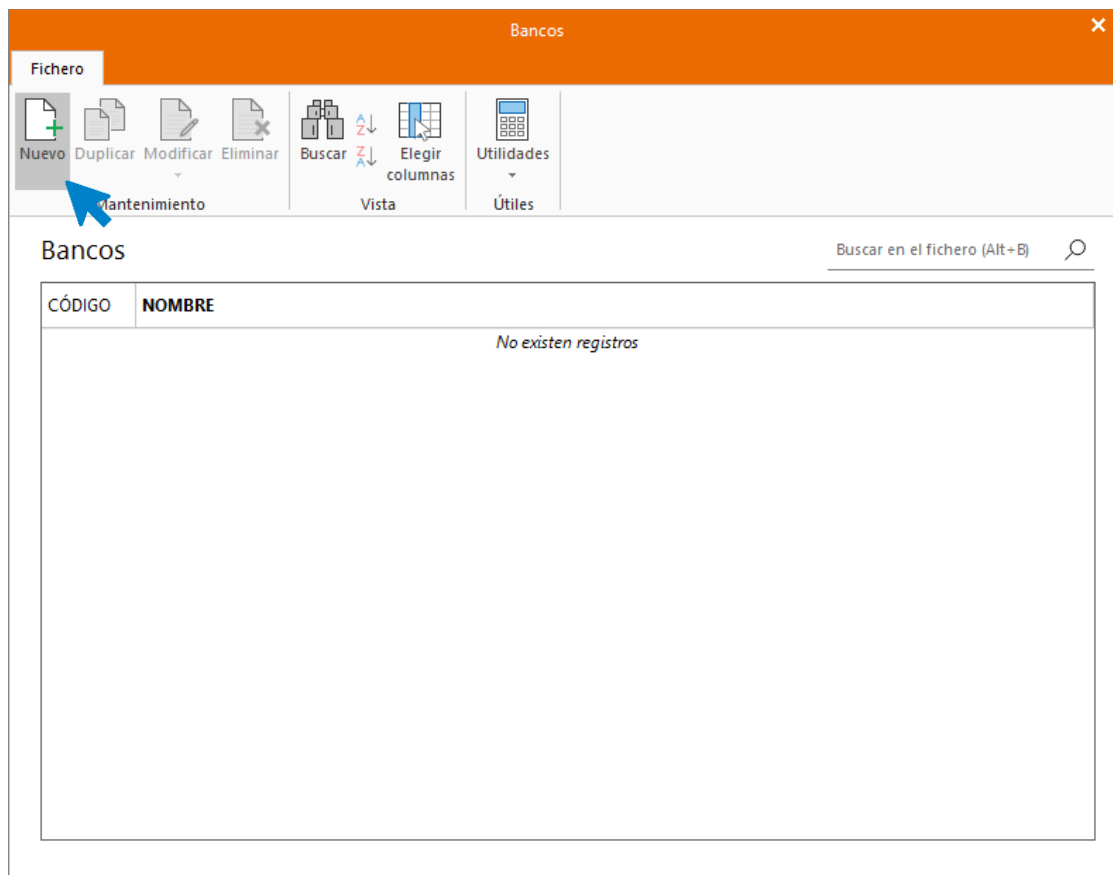 Bancos
Fichero
Nuevo Duplicar Modificar Eliminar Buscar Elegir columnas Utilidades
Mantenimiento Vista Útiles
Bancos
Buscar en el fichero (Alt+B)
CÓDIGO NOMBRE
No existen registros